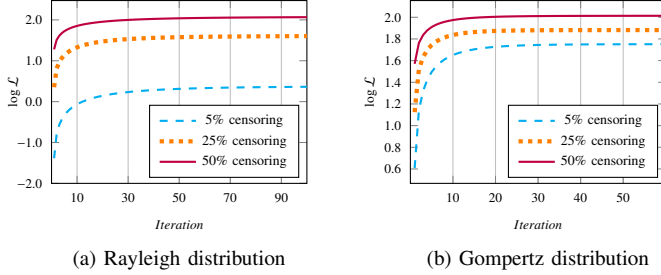 2.0
1.0
0.0
−1.0
−2.0
log ℒ
10 30 50 70 90
Iteration
5% censoring
25% censoring
50% censoring
(a) Rayleigh distribution
2.0
1.8
1.6
1.4
1.2
1.0
0.8
0.6
log ℒ
10 20 30 40 50
Iteration
5% censoring
25% censoring
50% censoring
(b) Gompertz distribution